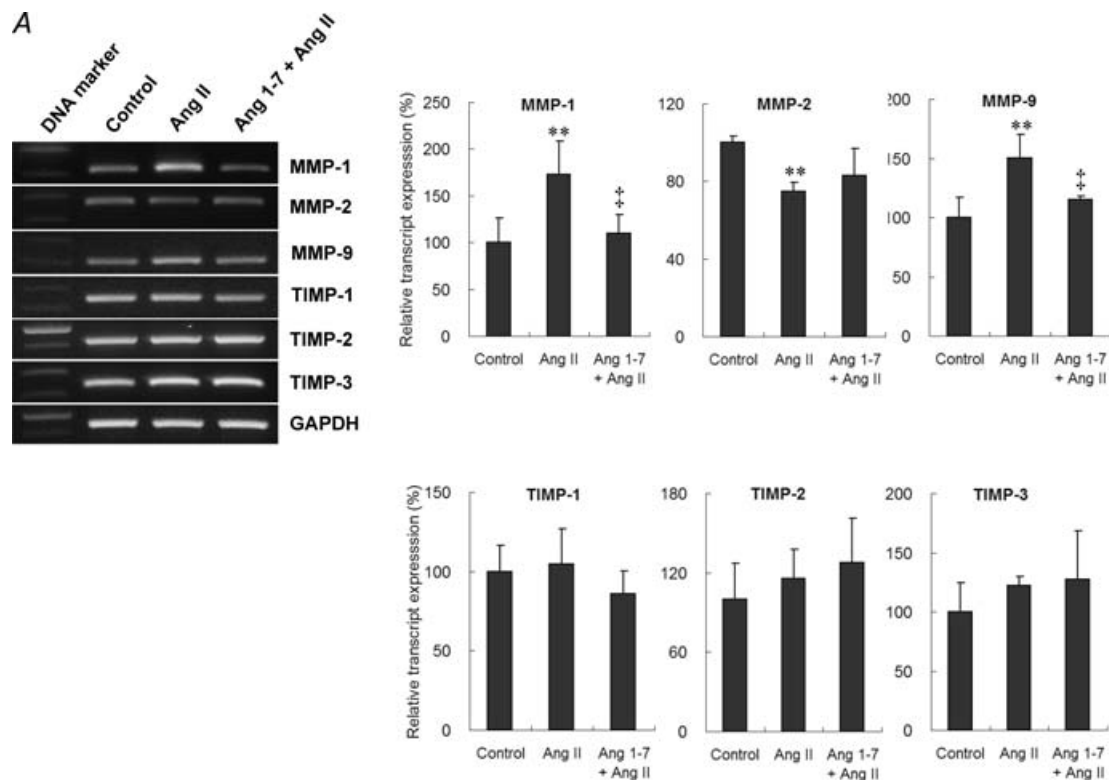 A
DNA marker
Control
Ang II
Ang 1-7 + Ang II
MMP-1
MMP-2
MMP-9
TIMP-1
TIMP-2
TIMP-3
GAPDH
Relative transcript expresssion (%)
MMP-1
250
200
150
100
50
0
**
‡
Control Ang II Ang 1-7
+ Ang II
MMP-2
120
80
40
0
**
Control Ang II Ang 1-7
+ Ang II
MMP-9
200
150
100
50
0
**
‡
Control Ang II Ang 1-7
+ Ang II
Relative transcript expresssion (%)
TIMP-1
150
100
50
0
Control Ang II Ang 1-7
+ Ang II
TIMP-2
180
120
60
0
Control Ang II Ang 1-7
+ Ang II
TIMP-3
200
150
100
50
0
Control Ang II Ang 1-7
+ Ang II